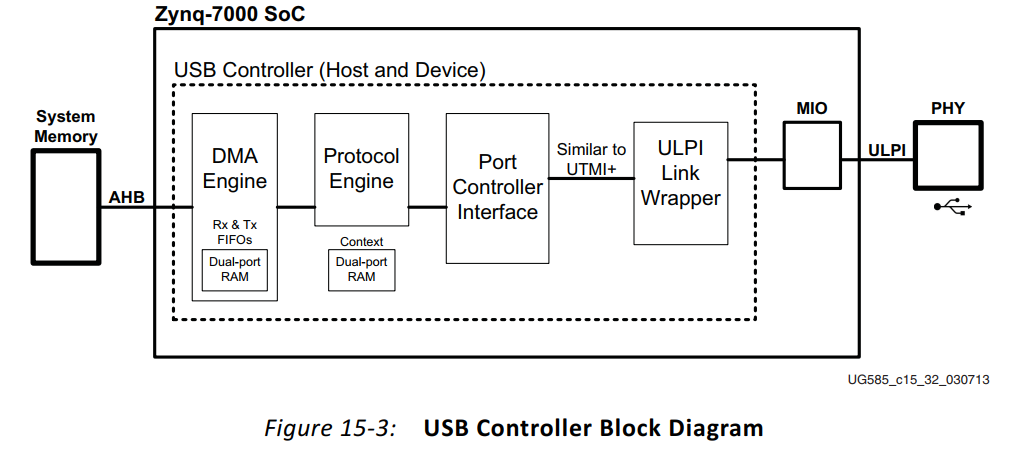 Zynq-7000 SoC
USB Controller (Host and Device)
System
Memory
AHB
DMA
Engine
Rx & Tx
FIFOs
Dual-port
RAM
Protocol
Engine
Context
Dual-port
RAM
Port
Controller
Interface
Similar to
UTMI+
ULPI
Link
Wrapper
MIO
ULPI
PHY
UG585_c15_32_030713
Figure 15-3: USB Controller Block Diagram